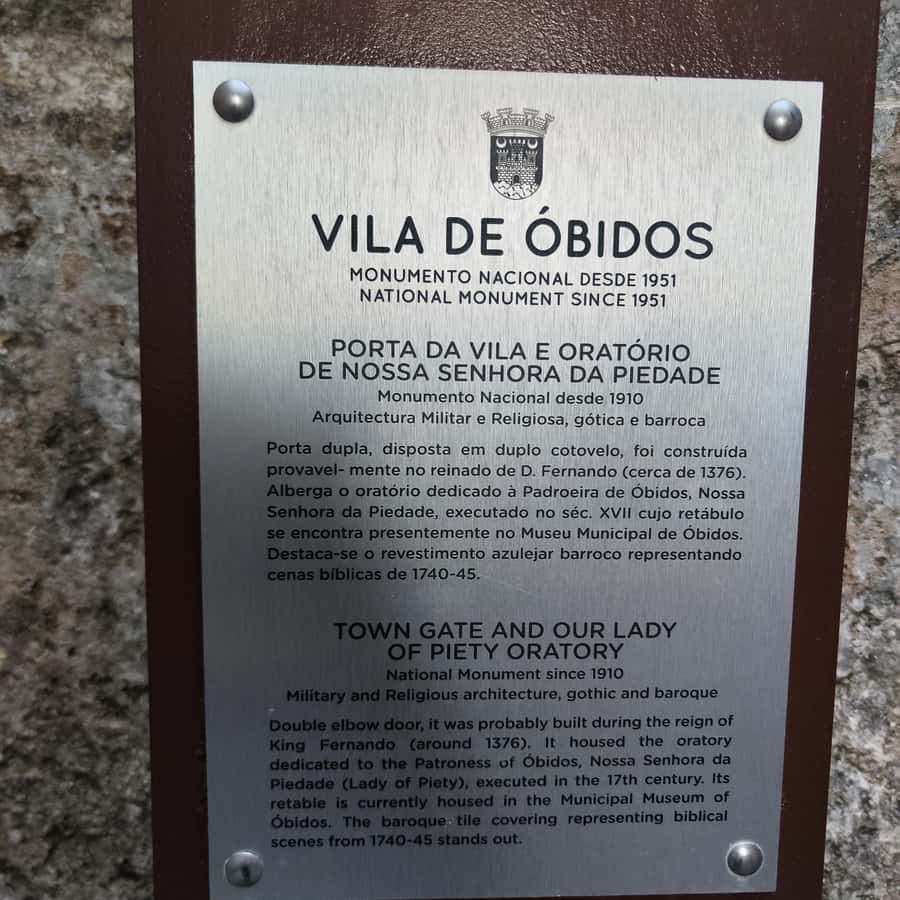 VILA DE ÓBIDOS
MONUMENTO NACIONAL DESDE 1951
NATIONAL MONUMENT SINCE 1951
PORTA DA VILA E ORATÓRIO
DE NOSSA SENHORA DA PIEDADE
Monumento Nacional desde 1910
Arquitectura Militar e Religiosa, gótica e barroca
Porta dupla, disposta em duplo cotovelo, foi construída
provavel- mente no reinado de D. Fernando (cerca de 1376).
Alberga o oratório dedicado à Padroeira de Óbidos, Nossa
Senhora da Piedade, executado no séc. XVII cujo retábulo
se encontra presentemente no Museu Municipal de Óbidos.
Destaca-se o revestimento azulejar barroco representando
cenas bíblicas de 1740-45.
TOWN GATE AND OUR LADY
OF PIETY ORATORY
National Monument since 1910
Military and Religious architecture, gothic and baroque
Double elbow door, it was probably built during the reign of
King Fernando (around 1376). It housed the oratory
dedicated to the Patroness of Óbidos, Nossa Senhora da
Piedade (Lady of Piety), executed in the 17th century. Its
retable is currently housed in the Municipal Museum of
Óbidos. The baroque tile covering representing biblical
scenes from 1740-45 stands out.